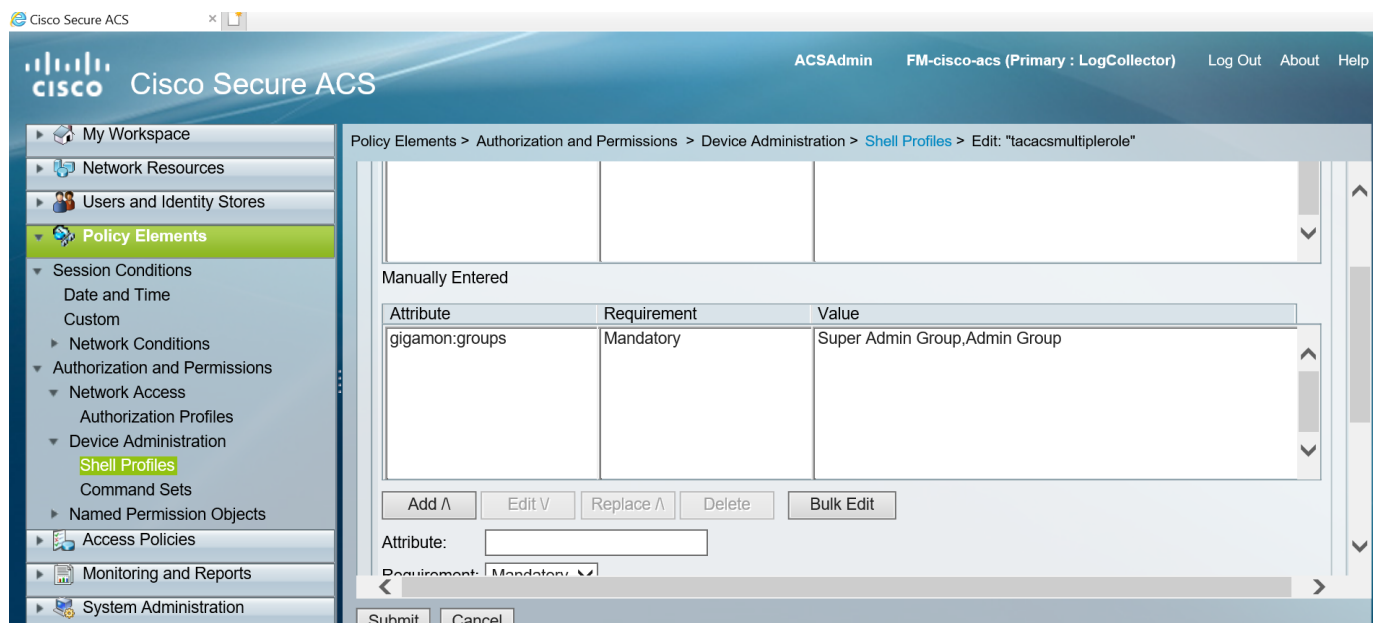 Cisco Secure ACS
CISCO Cisco Secure ACS
ACSAdmin FM-cisco-acs (Primary : LogCollector) Log Out About Help
My Workspace
Network Resources
Users and Identity Stores
Policy Elements
Session Conditions
Date and Time
Custom
Network Conditions
Authorization and Permissions
Network Access
Authorization Profiles
Device Administration
Shell Profiles
Command Sets
Named Permission Objects
Access Policies
Monitoring and Reports
System Administration
Policy Elements > Authorization and Permissions > Device Administration > Shell Profiles > Edit: "tacacsmultiplerole"
Manually Entered
Attribute Requirement Value
gigamon:groups Mandatory Super Admin Group,Admin Group
Add /\ Edit \/ Replace /\ Delete Bulk Edit
Attribute:
Requirement: Mandatory
Submit Cancel